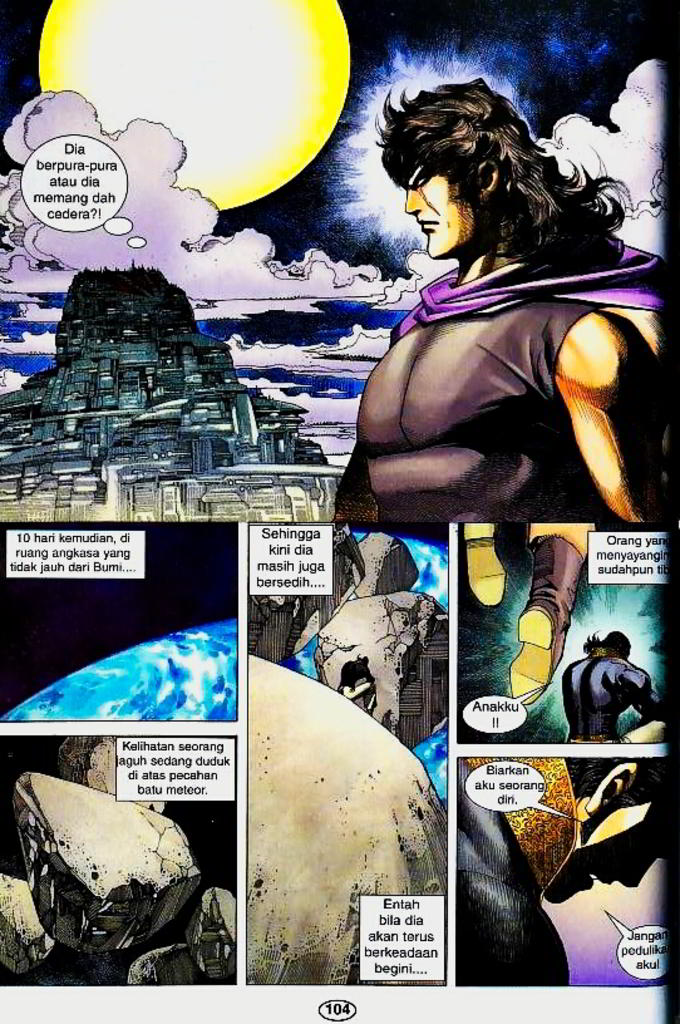 Dia
berpura-pura
atau dia
memang dah
cedera?!
10 hari kemudian, di
ruang angkasa yang
tidak jauh dari Bumi....
Kelihatan seorang
jaguh sedang duduk
di atas pecahan
batu meteor.
Sehingga
kini dia
masih juga
bersedih....
Entah
bila dia
akan terus
berkeadaan
begini....
Orang yang
sudahpun
Anakku
!!
Biarkan
aku seorang
diri.
Jangan
pedulikan
aku!
104